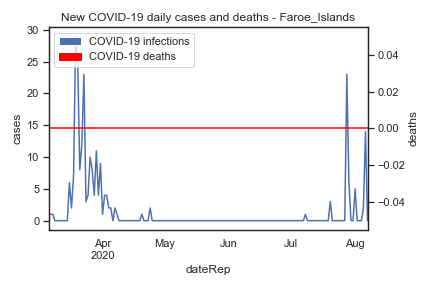 New COVID-19 daily cases and deaths - Faroe_Islands
COVID-19 infections
COVID-19 deaths
30
25
20
15
10
5
0
cases
0.04
0.02
0.00
−0.02
−0.04
deaths
Apr
2020
May
Jun
Jul
Aug
dateRep